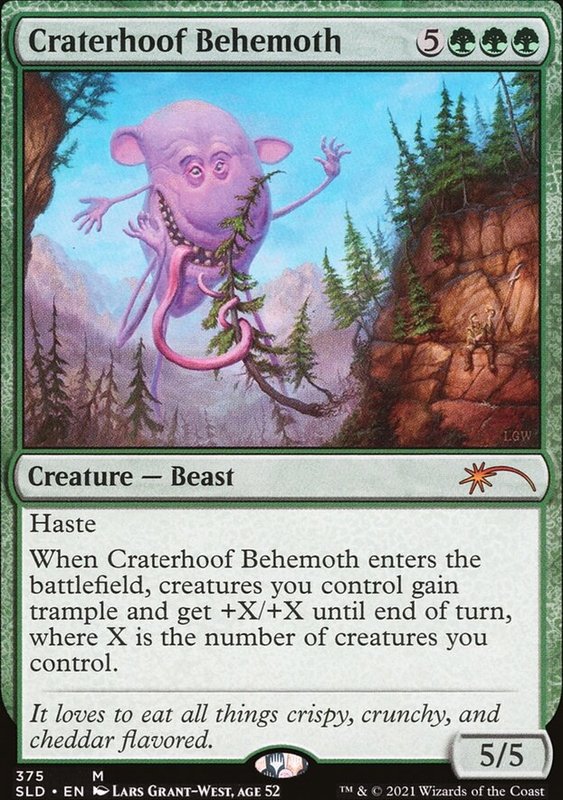 Craterhoof Behemoth 5
LGW
Creature — Beast
Haste
When Craterhoof Behemoth enters the
battlefield, creatures you control gain
trample and get +X/+X until end of turn,
where X is the number of creatures you
control.
It loves to eat all things crispy, crunchy, and
cheddar flavored.
5/5
375 M
SLD • EN Lars Grant-West, age 52
™ & © 2021 Wizards of the Coast